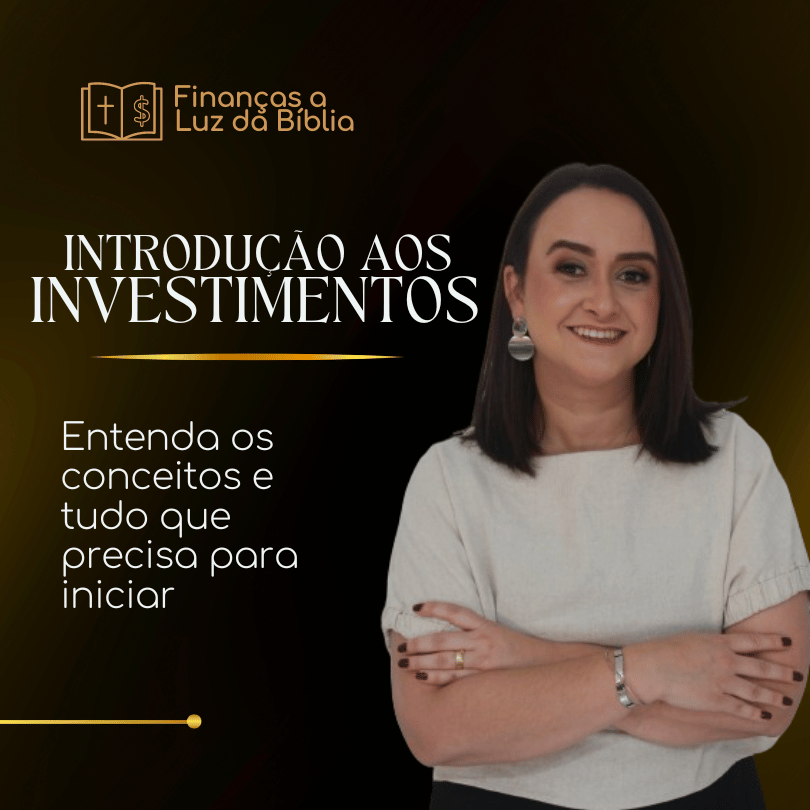 Finanças a
Luz da Bíblia
INTRODUÇÃO AOS
INVESTIMENTOS
Entenda os
conceitos e
tudo que
precisa para
iniciar